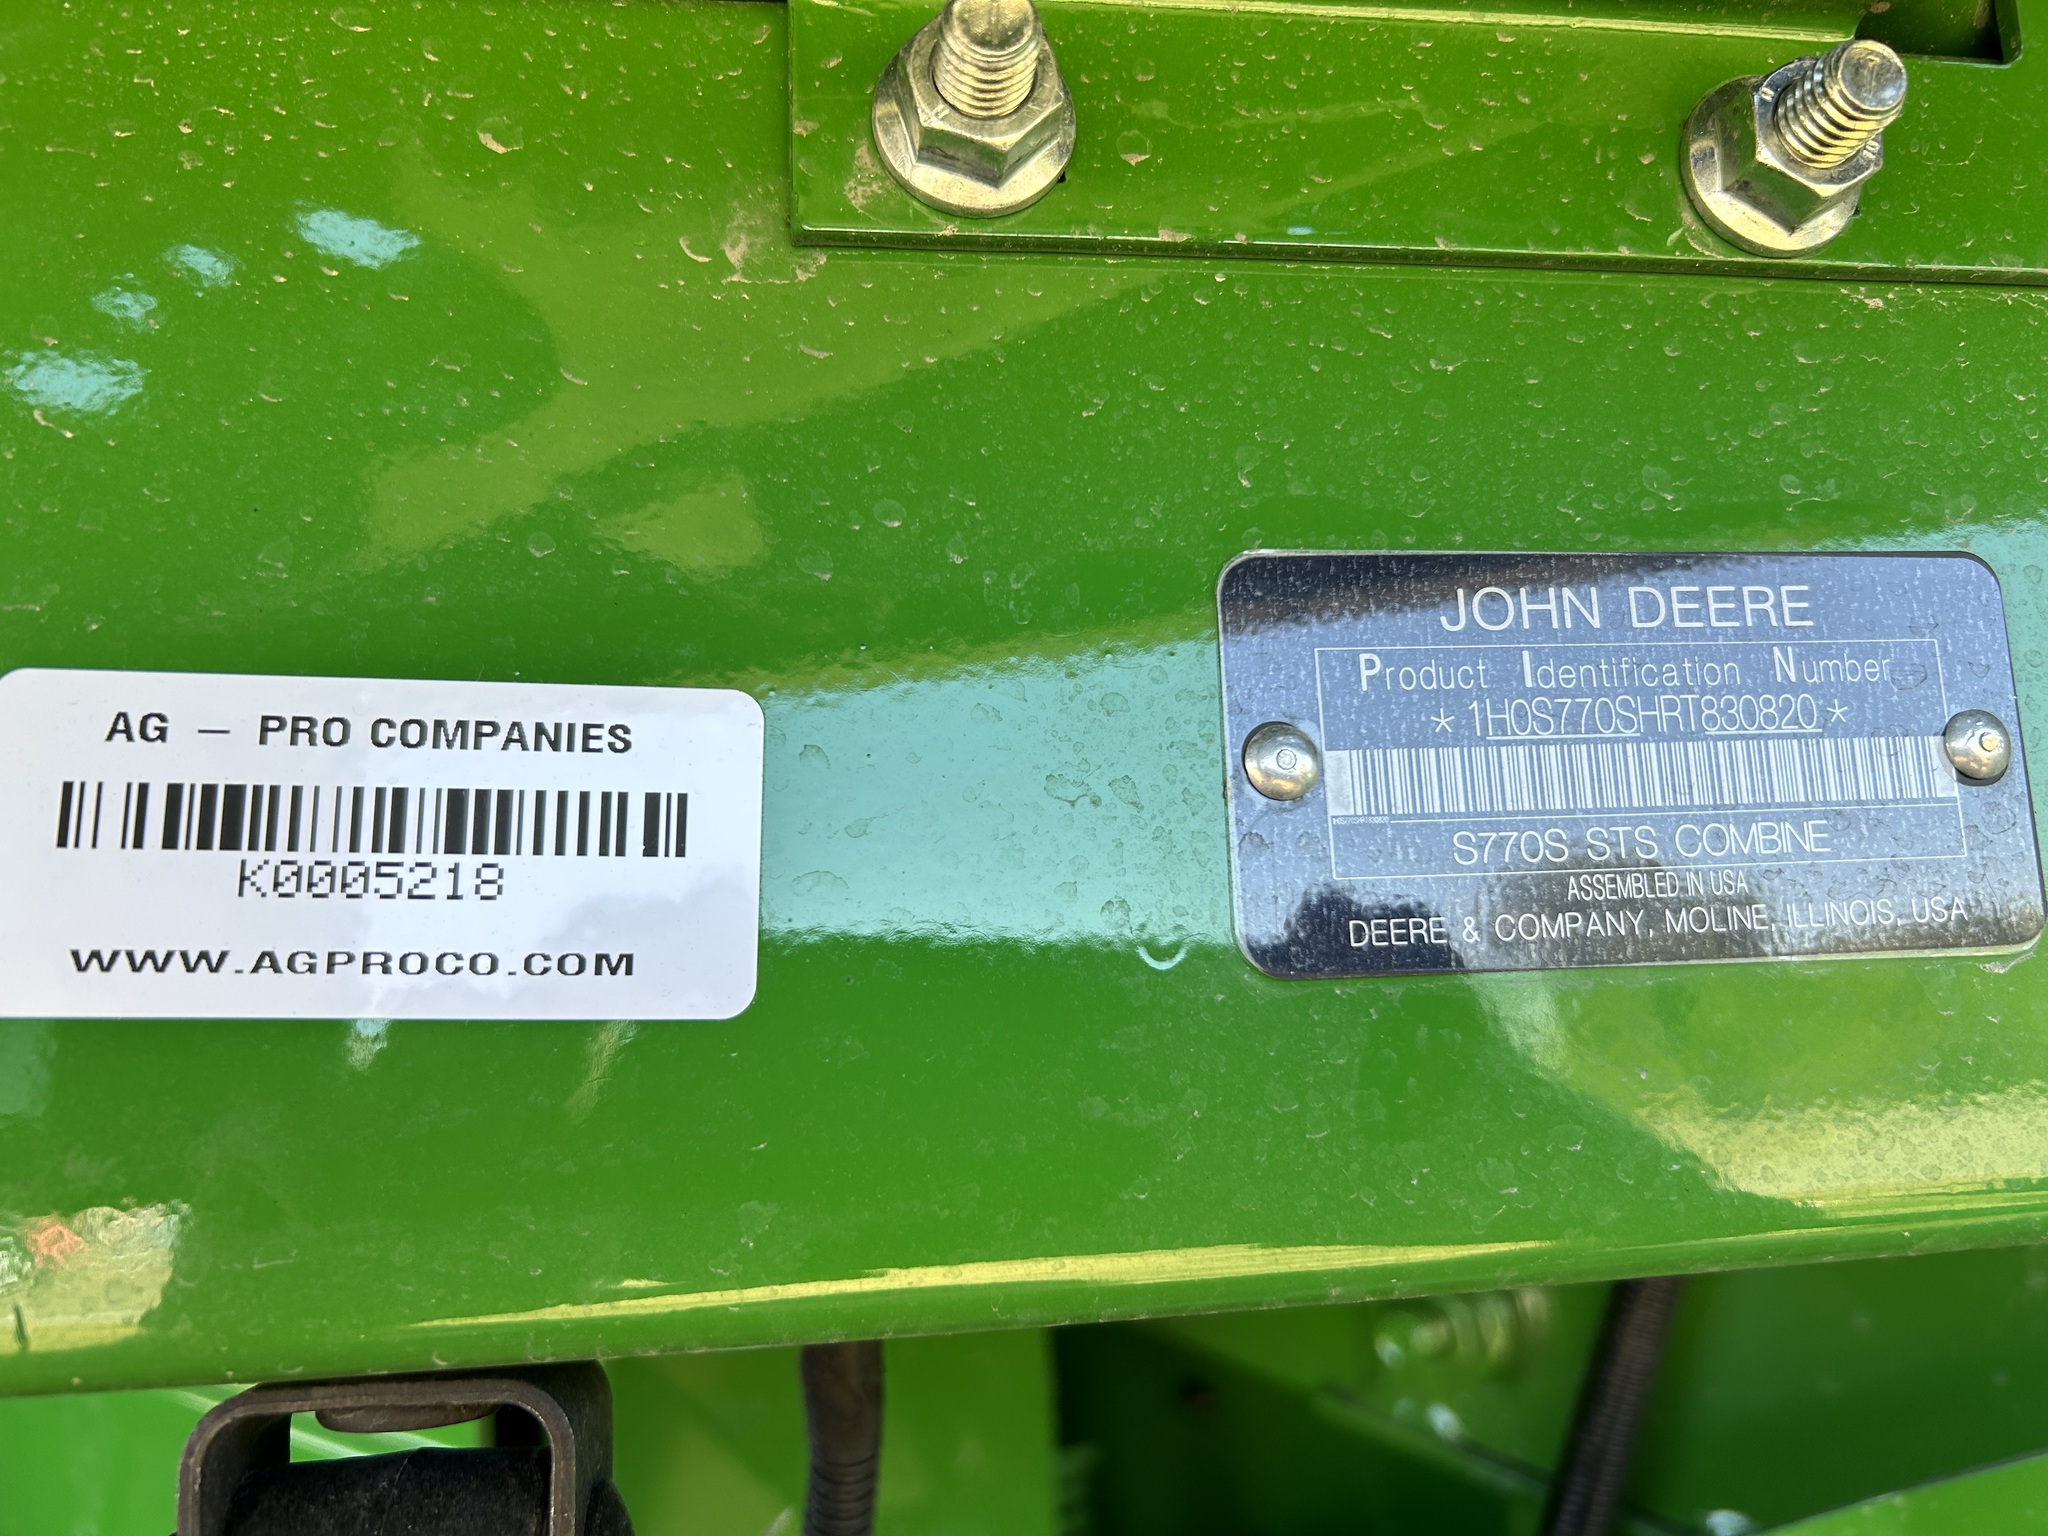 AG – PRO COMPANIES
K0005218
WWW.AGPROCO.COM
JOHN DEERE
Product Identification Number
*1H0S770SHRT830820*
S770S STS COMBINE
ASSEMBLED IN USA
DEERE & COMPANY, MOLINE, ILLINOIS, USA